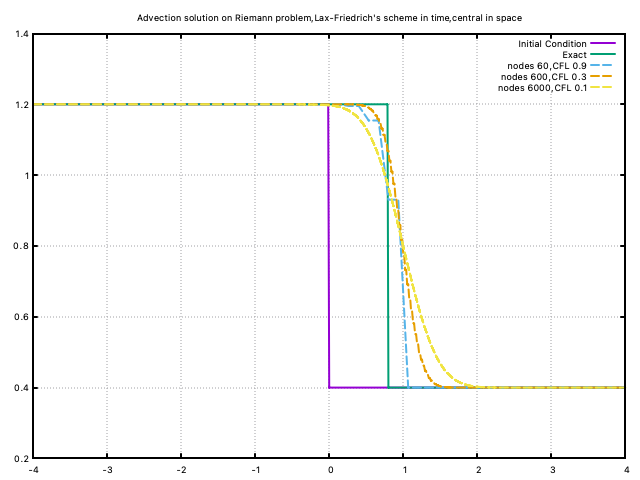 Advection solution on Riemann problem,Lax-Friedrich's scheme in time,central in space
1.4
1.2
1
0.8
0.6
0.4
0.2
-4 -3 -2 -1 0 1 2 3 4
Initial Condition
Exact
nodes 60,CFL 0.9
nodes 600,CFL 0.3
nodes 6000,CFL 0.1